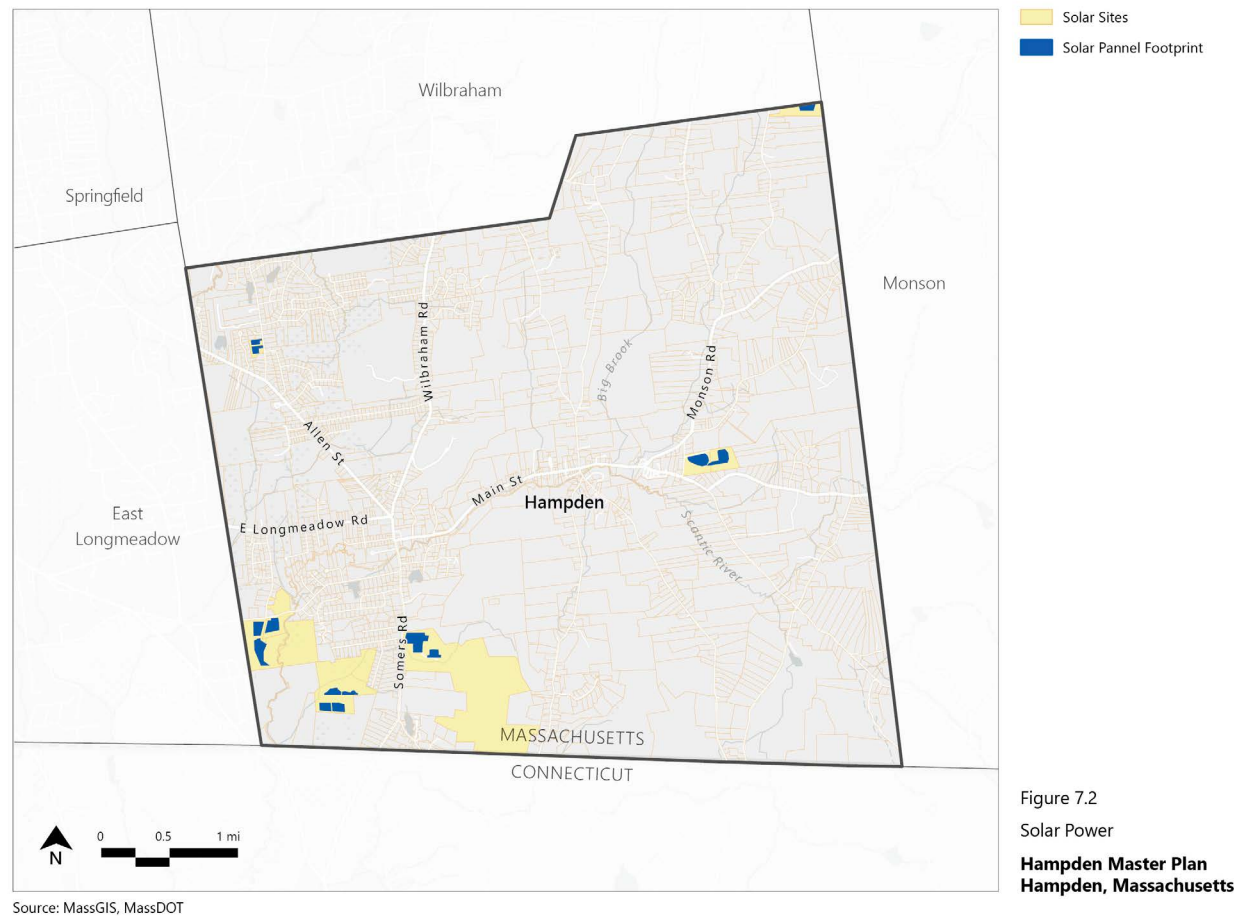 Solar Sites
Solar Pannel Footprint
Wilbraham
Springfield
Monson
Wilbraham Rd
Big Brook
Monson Rd
Allen St
Main St
Hampden
East
Longmeadow
E Longmeadow Rd
Scantic River
Somers Rd
MASSACHUSETTS
CONNECTICUT
N
0 0.5 1 mi
Figure 7.2
Solar Power
Hampden Master Plan
Hampden, Massachusetts
Source: MassGIS, MassDOT